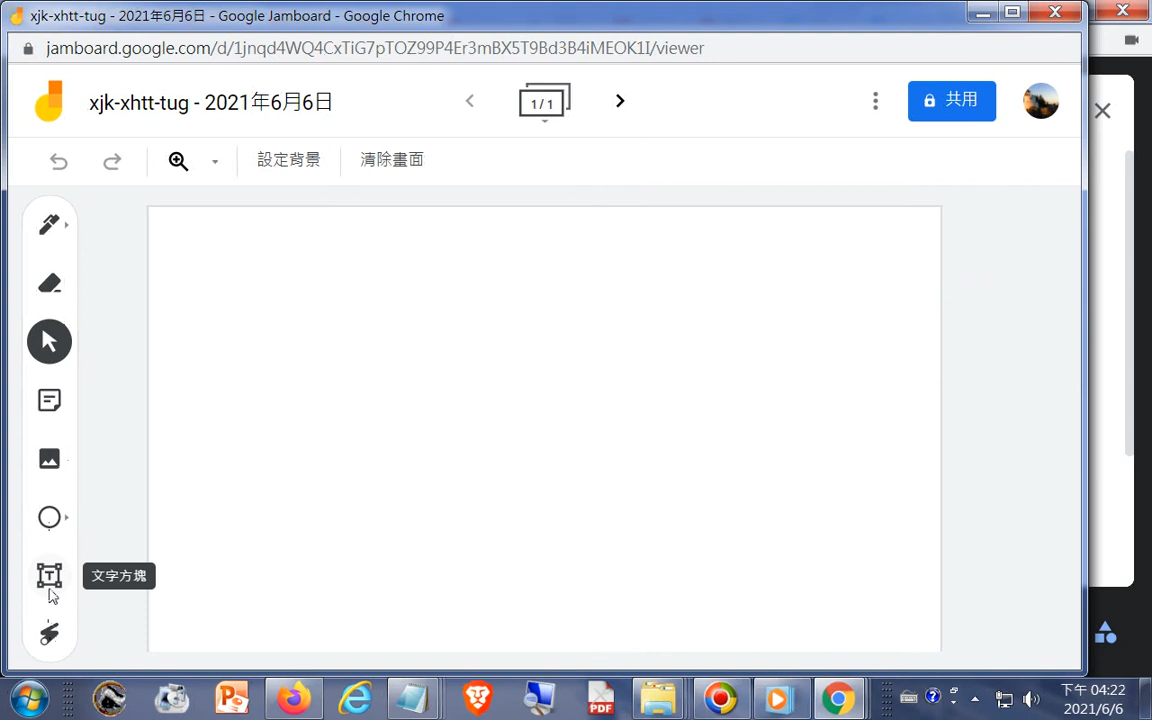 xjk-xhtt-tug - 2021年6月6日 - Google Jamboard - Google Chrome
jamboard.google.com/d/1jnqd4WQ4CxTiG7pTOZ99P4Er3mBX5T9Bd3B4iMEOK1I/viewer
xjk-xhtt-tug - 2021年6月6日
1 / 1
共用
設定背景
清除畫面
文字方塊
PDF
下午 04:22
2021/6/6